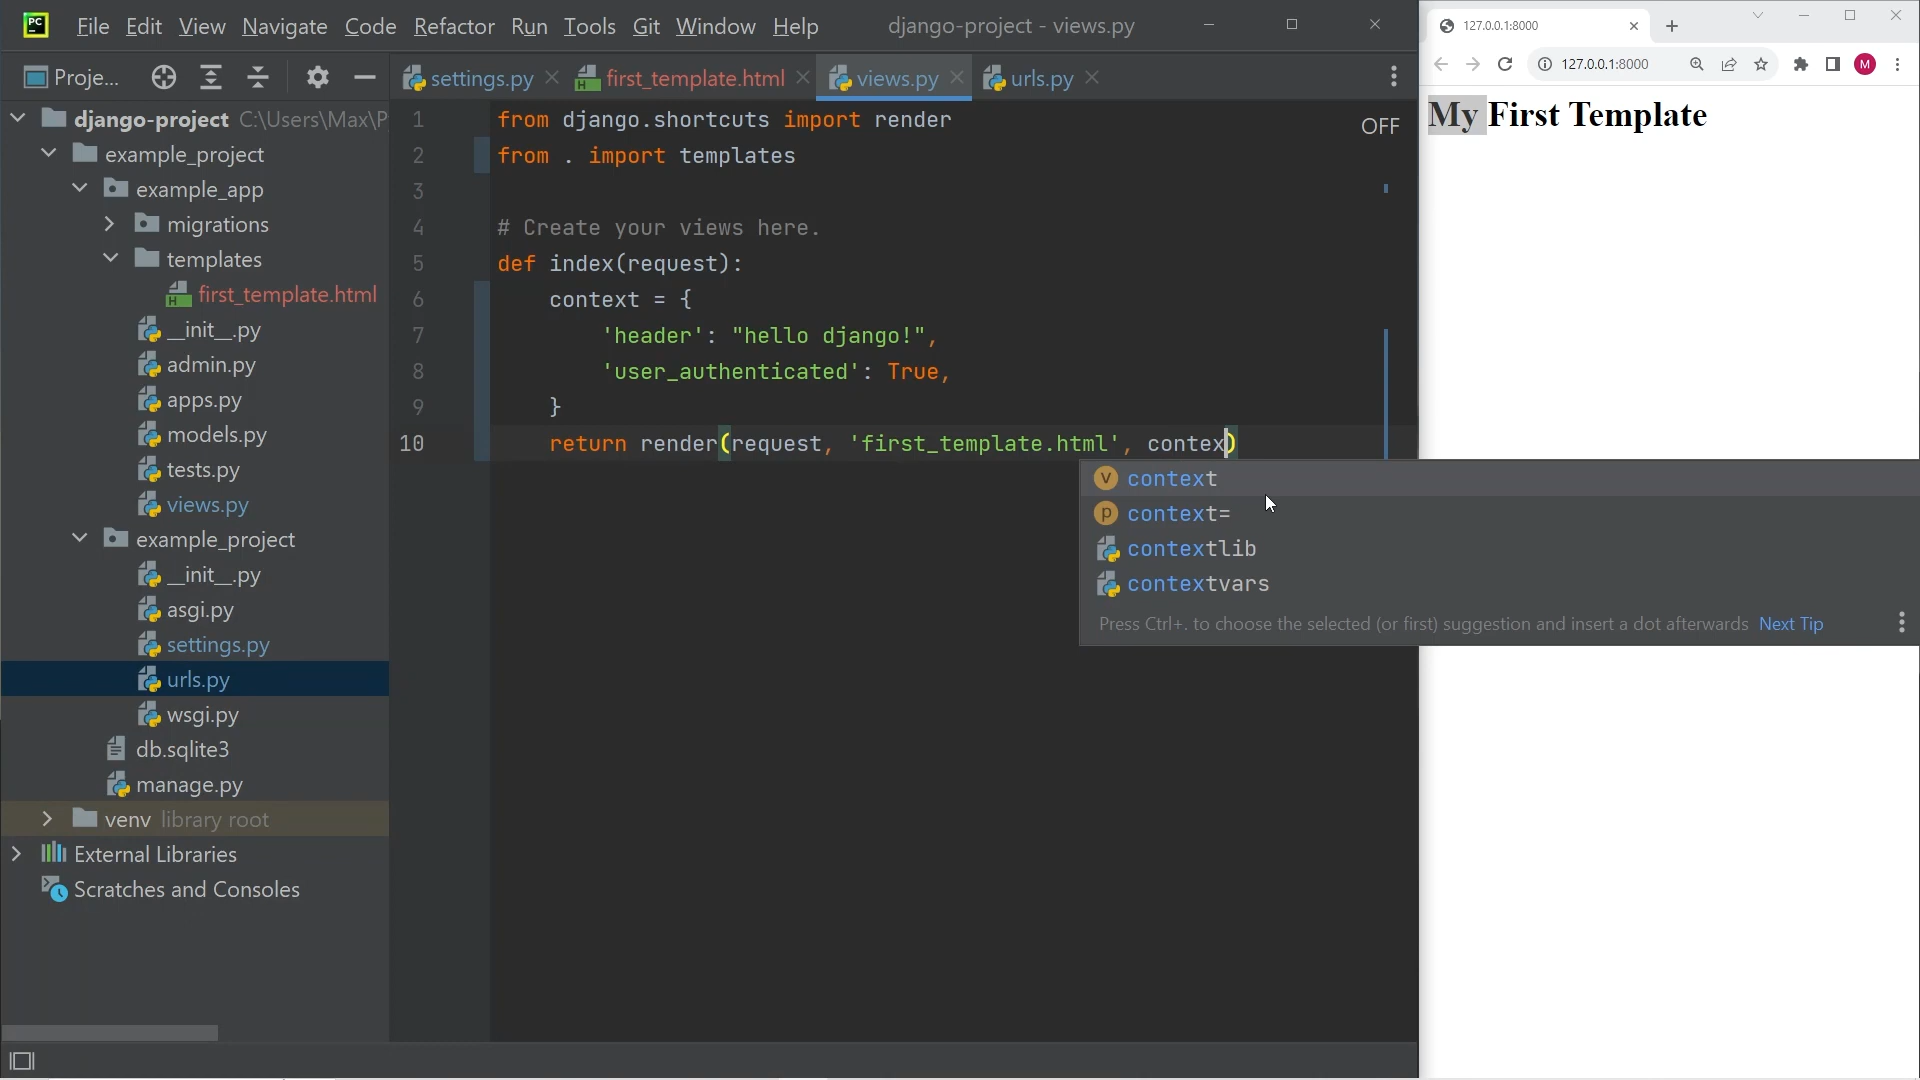 PC File Edit View Navigate Code Refactor Run Tools Git Window Help django-project - views.py
Proje... settings.py first_template.html views.py urls.py
django-project C:\Users\Max\P
example_project
example_app
migrations
templates
first_template.html
__init__.py
admin.py
apps.py
models.py
tests.py
views.py
example_project
__init__.py
asgi.py
settings.py
urls.py
wsgi.py
db.sqlite3
manage.py
venv library root
External Libraries
Scratches and Consoles
OFF
1 from django.shortcuts import render
2 from . import templates
3
4 # Create your views here.
5 def index(request):
6 context = {
7 'header': "hello django!",
8 'user_authenticated': True,
9 }
10 return render(request, 'first_template.html', contex)
v context
p context=
contextlib
contextvars
Press Ctrl+. to choose the selected (or first) suggestion and insert a dot afterwards Next Tip
127.0.0.1:8000
127.0.0.1:8000 M
My First Template